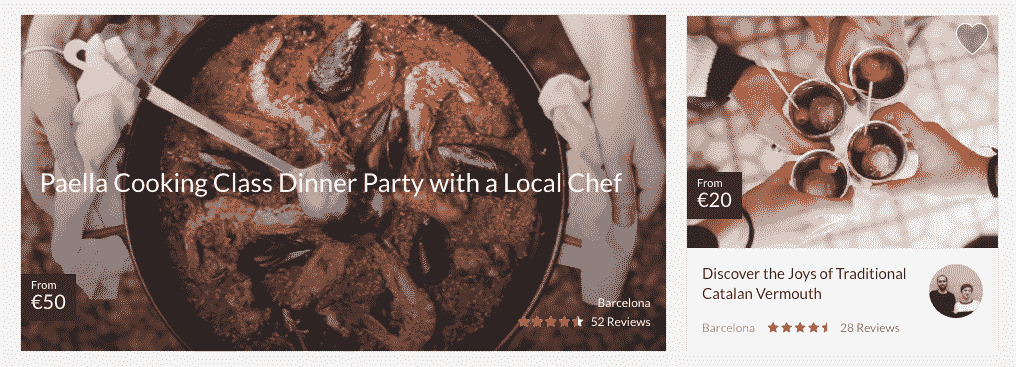 Paella Cooking Class Dinner Party with a Local Chef
From
€50
Barcelona
52 Reviews
From
€20
Discover the Joys of Traditional
Catalan Vermouth
Barcelona
28 Reviews